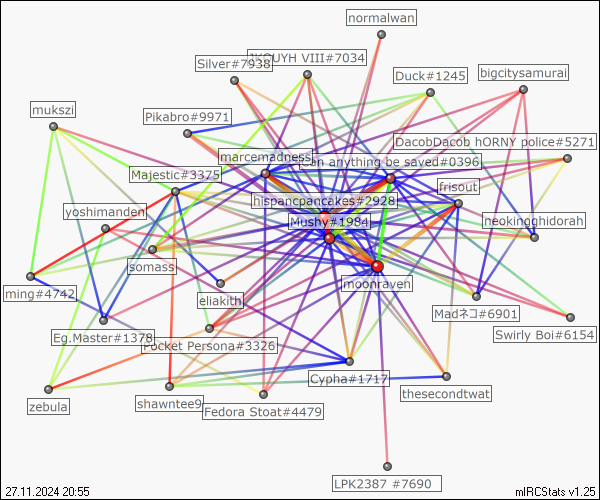 normalwan
JKOUYH VIII#7034
Silver#7938
Duck#1245
bigcitysamurai
mukszi
Pikabro#9971
DacobDacob hORNY police#5271
marcemadness
can anything be saved#0396
Majestic#3375
frisout
hispancpancakes#2928
yoshimanden
Mushy#1984
neokingghidorah
somass
moonraven
ming#4742
eliakith
Madネコ#6901
Eg.Master#1378
Pocket Persona#3326
Swirly Boi#6154
Cypha#1717
thesecondtwat
zebula
shawntee9
Fedora Stoat#4479
LPK2387 #7690
27.11.2024 20:55
mIRCStats v1.25